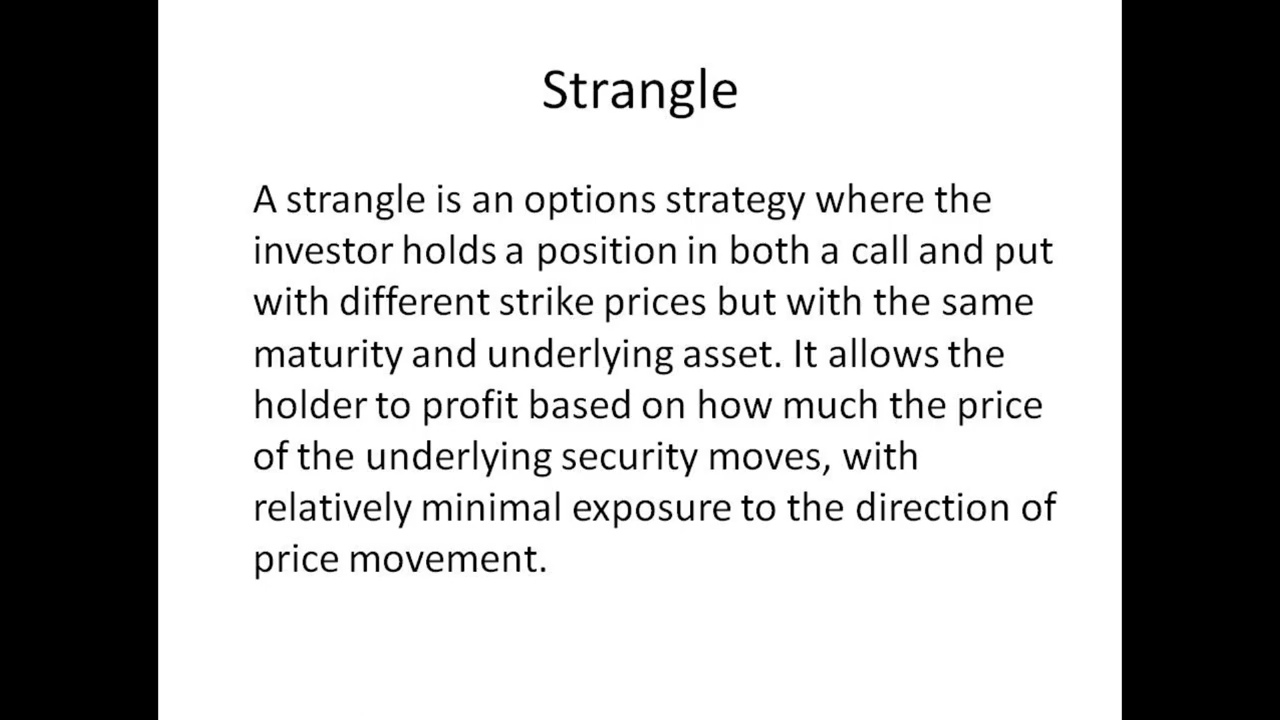 Strangle
A strangle is an options strategy where the
investor holds a position in both a call and put
with different strike prices but with the same
maturity and underlying asset. It allows the
holder to profit based on how much the price
of the underlying security moves, with
relatively minimal exposure to the direction of
price movement.